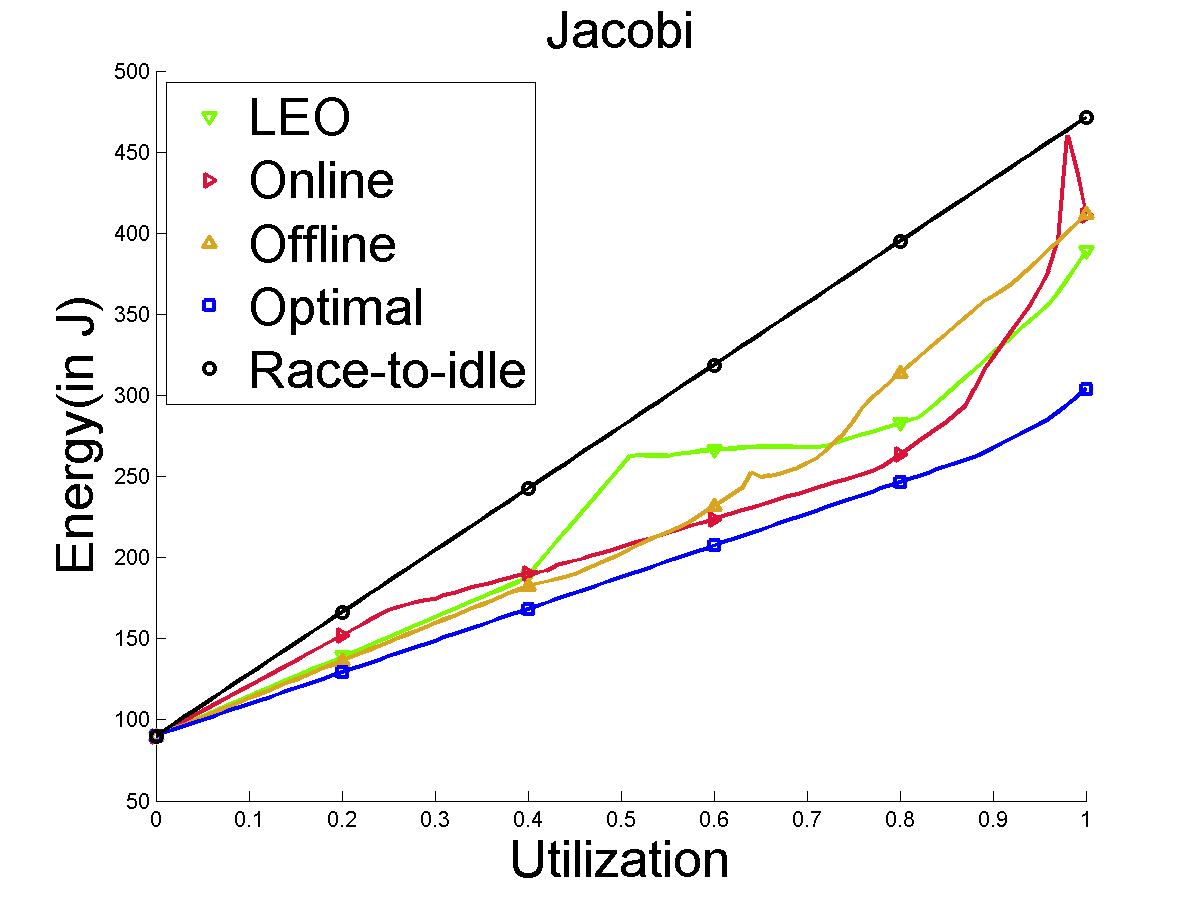 Jacobi
500
450
400
350
300
250
200
150
100
50
Energy(in J)
LEO
Online
Offline
Optimal
Race-to-idle
0 0.1 0.2 0.3 0.4 0.5 0.6 0.7 0.8 0.9 1
Utilization